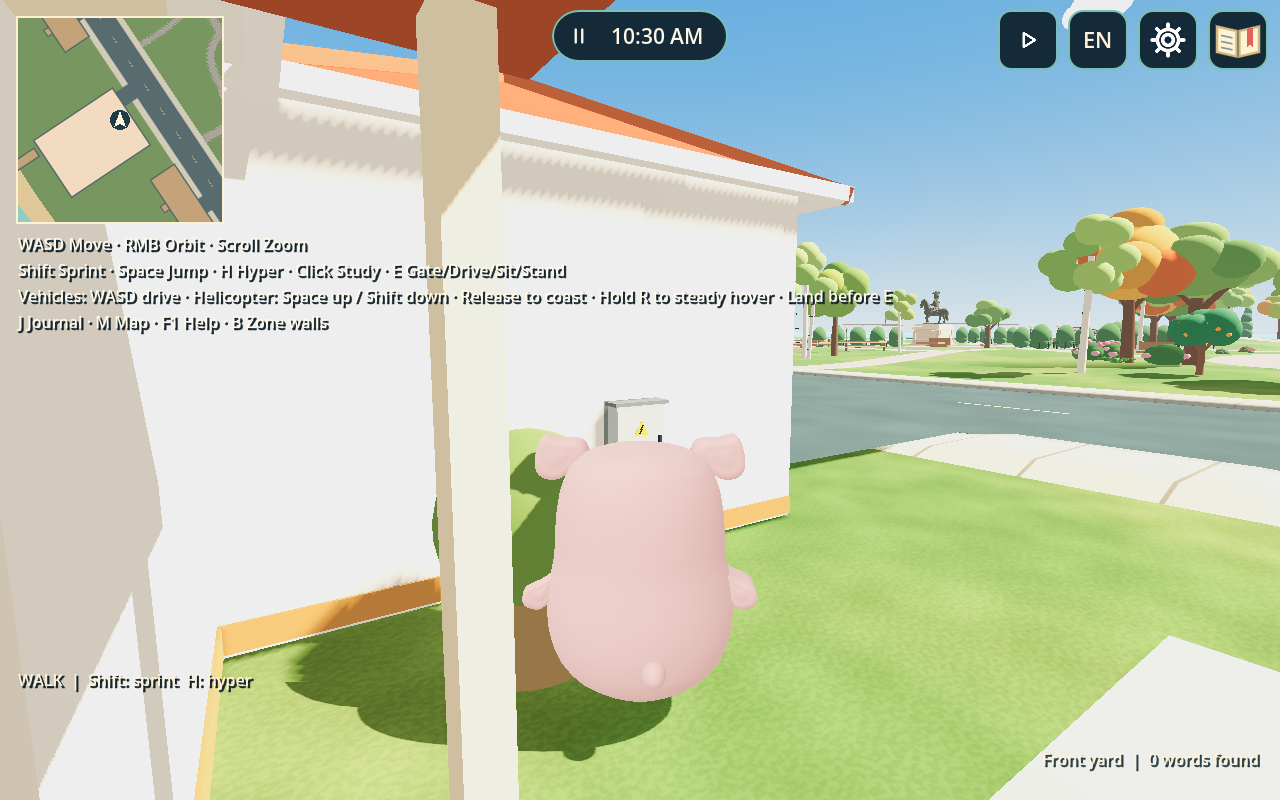 10:30 AM
EN
WASD Move · RMB Orbit · Scroll Zoom
Shift Sprint · Space Jump · H Hyper · Click Study · E Gate/Drive/Sit/Stand
Vehicles: WASD drive · Helicopter: Space up / Shift down · Release to coast · Hold R to steady hover · Land before E
J Journal · M Map · F1 Help · B Zone walls
WALK | Shift: sprint H: hyper
Front yard | 0 words found